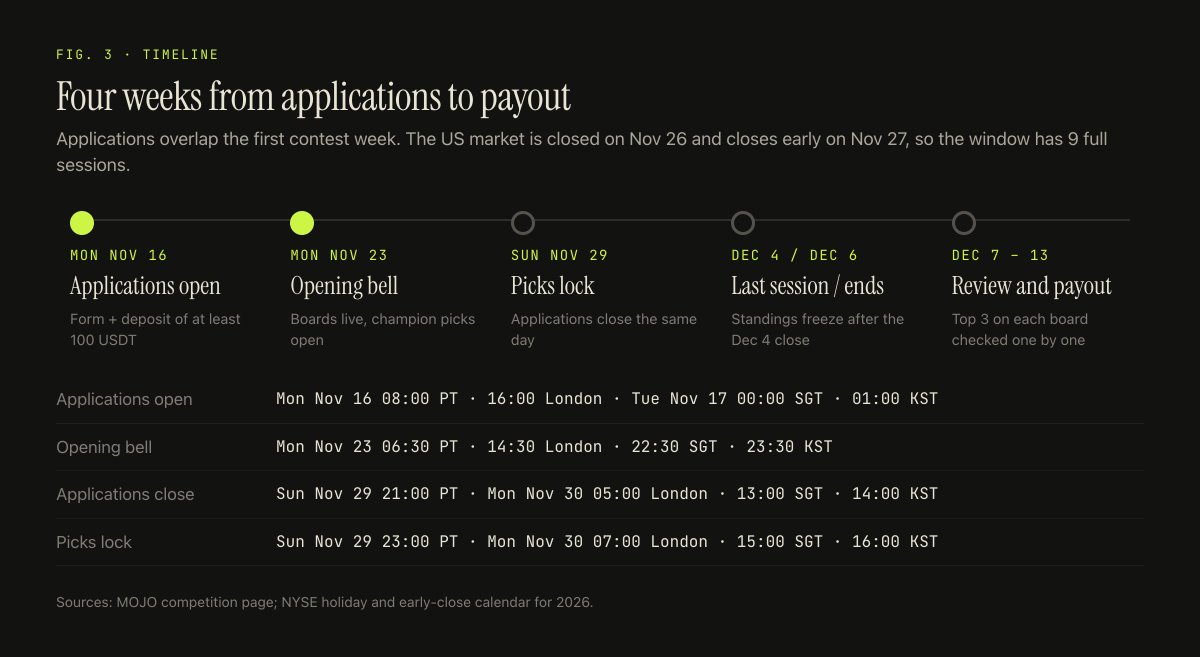 FIG. 3 · TIMELINE
Four weeks from applications to payout
Applications overlap the first contest week. The US market is closed on Nov 26 and closes early on Nov 27, so the window has 9 full
sessions.
MON NOV 16
Applications open
Form + deposit of at least
100 USDT
MON NOV 23
Opening bell
Boards live, champion picks
open
SUN NOV 29
Picks lock
Applications close the same
day
DEC 4 / DEC 6
Last session / ends
Standings freeze after the
Dec 4 close
DEC 7 – 13
Review and payout
Top 3 on each board
checked one by one
Applications open Mon Nov 16 08:00 PT · 16:00 London · Tue Nov 17 00:00 SGT · 01:00 KST
Opening bell Mon Nov 23 06:30 PT · 14:30 London · 22:30 SGT · 23:30 KST
Applications close Sun Nov 29 21:00 PT · Mon Nov 30 05:00 London · 13:00 SGT · 14:00 KST
Picks lock Sun Nov 29 23:00 PT · Mon Nov 30 07:00 London · 15:00 SGT · 16:00 KST
Sources: MOJO competition page; NYSE holiday and early-close calendar for 2026.